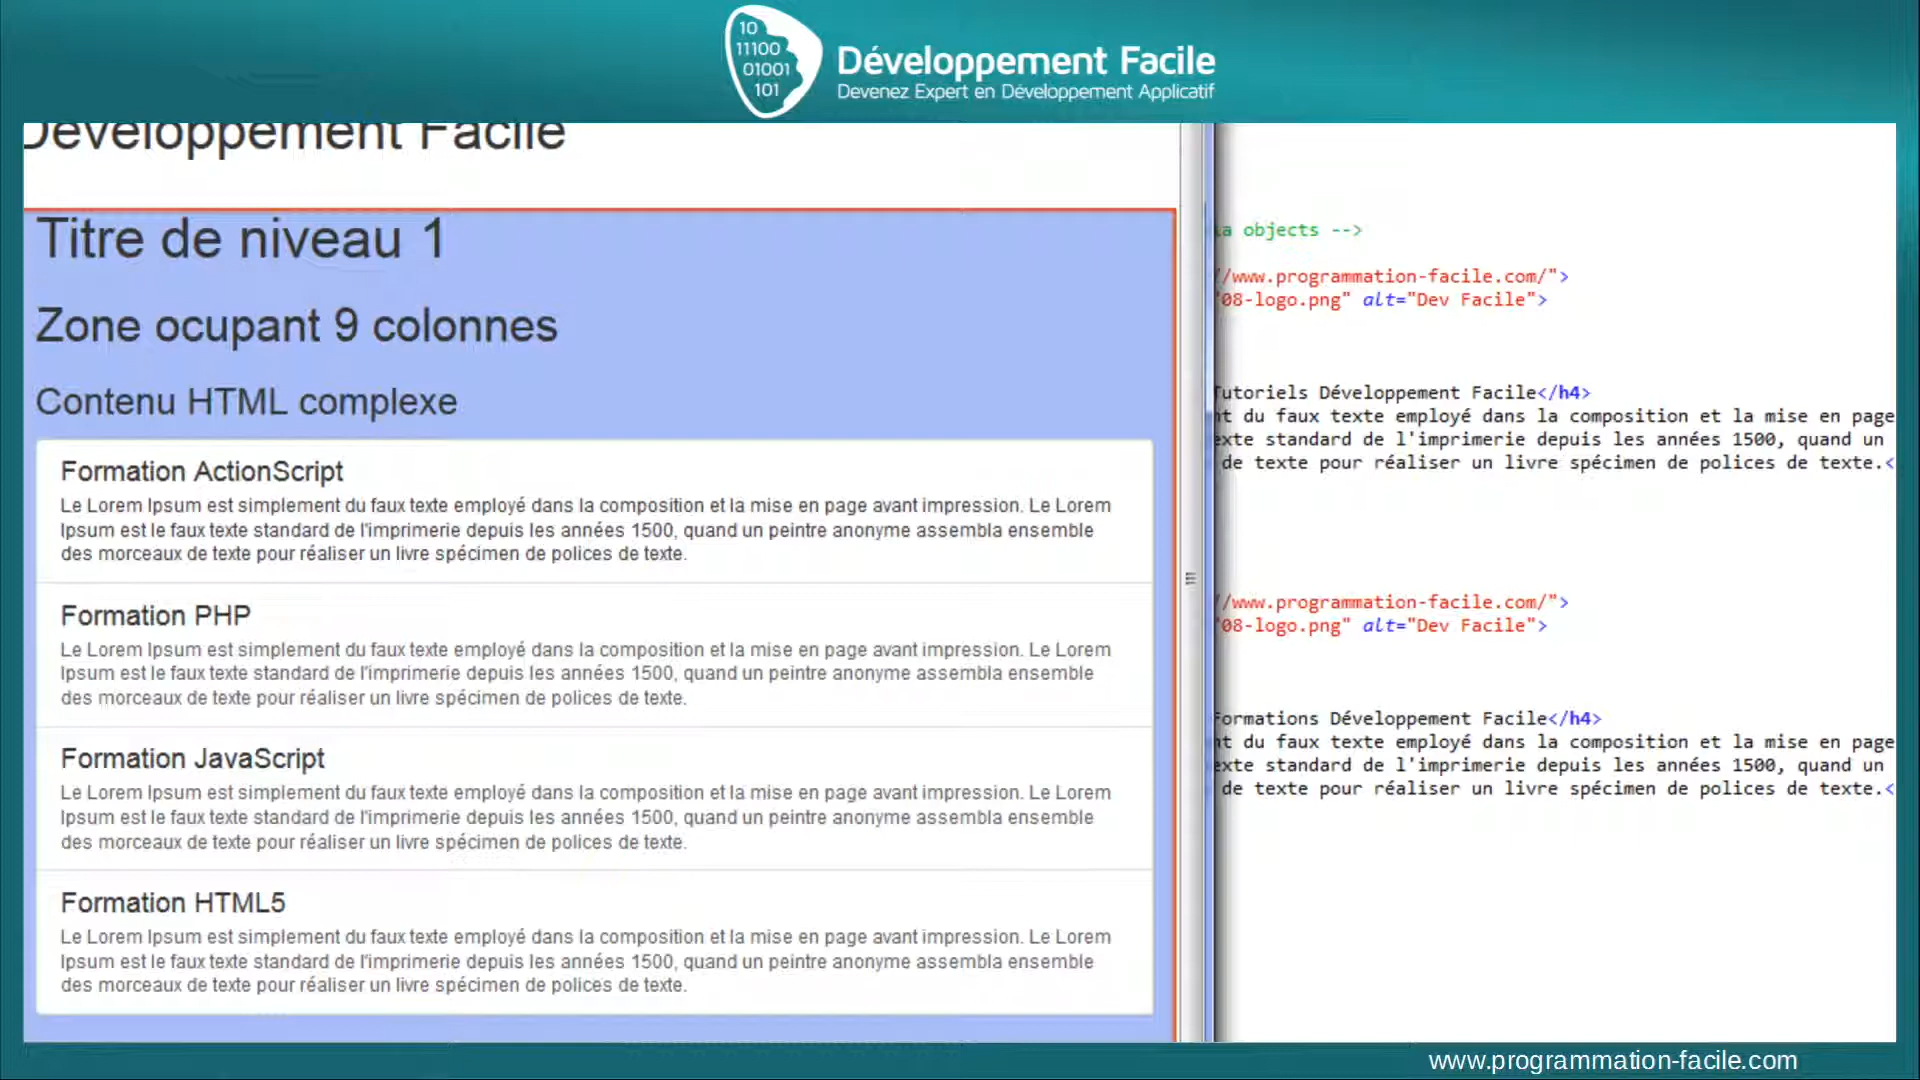 10
11100
01001
101
Développement Facile
Devenez Expert en Développement Applicatif
Développement Facile
Titre de niveau 1
Zone ocupant 9 colonnes
Contenu HTML complexe
Formation ActionScript
Le Lorem Ipsum est simplement du faux texte employé dans la composition et la mise en page avant impression. Le Lorem
Ipsum est le faux texte standard de l'imprimerie depuis les années 1500, quand un peintre anonyme assembla ensemble
des morceaux de texte pour réaliser un livre spécimen de polices de texte.
Formation PHP
Le Lorem Ipsum est simplement du faux texte employé dans la composition et la mise en page avant impression. Le Lorem
Ipsum est le faux texte standard de l'imprimerie depuis les années 1500, quand un peintre anonyme assembla ensemble
des morceaux de texte pour réaliser un livre spécimen de polices de texte.
Formation JavaScript
Le Lorem Ipsum est simplement du faux texte employé dans la composition et la mise en page avant impression. Le Lorem
Ipsum est le faux texte standard de l'imprimerie depuis les années 1500, quand un peintre anonyme assembla ensemble
des morceaux de texte pour réaliser un livre spécimen de polices de texte.
Formation HTML5
Le Lorem Ipsum est simplement du faux texte employé dans la composition et la mise en page avant impression. Le Lorem
Ipsum est le faux texte standard de l'imprimerie depuis les années 1500, quand un peintre anonyme assembla ensemble
des morceaux de texte pour réaliser un livre spécimen de polices de texte.
a objects -->
//www.programmation-facile.com/">
"08-logo.png" alt="Dev Facile">
Tutoriels Développement Facile</h4>
nt du faux texte employé dans la composition et la mise en page
exte standard de l'imprimerie depuis les années 1500, quand un
de texte pour réaliser un livre spécimen de polices de texte.<
//www.programmation-facile.com/">
"08-logo.png" alt="Dev Facile">
Formations Développement Facile</h4>
nt du faux texte employé dans la composition et la mise en page
exte standard de l'imprimerie depuis les années 1500, quand un
de texte pour réaliser un livre spécimen de polices de texte.<
www.programmation-facile.com